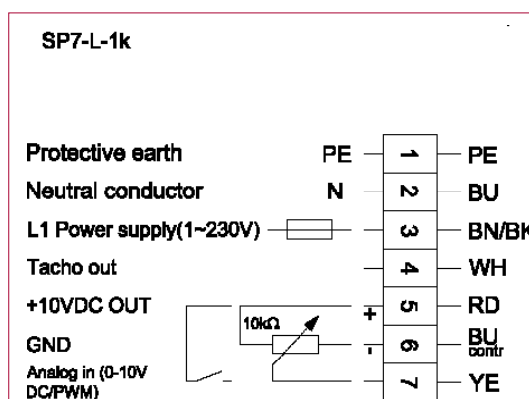 SP7-L-1k
Protective earth PE 1 PE
Neutral conductor N 2 BU
L1 Power supply(1~230V) 3 BN/BK
Tacho out 4 WH
+10VDC OUT + 5 RD
10kΩ
GND - 6 BU
contr
Analog in (0-10V
DC/PWM) 7 YE